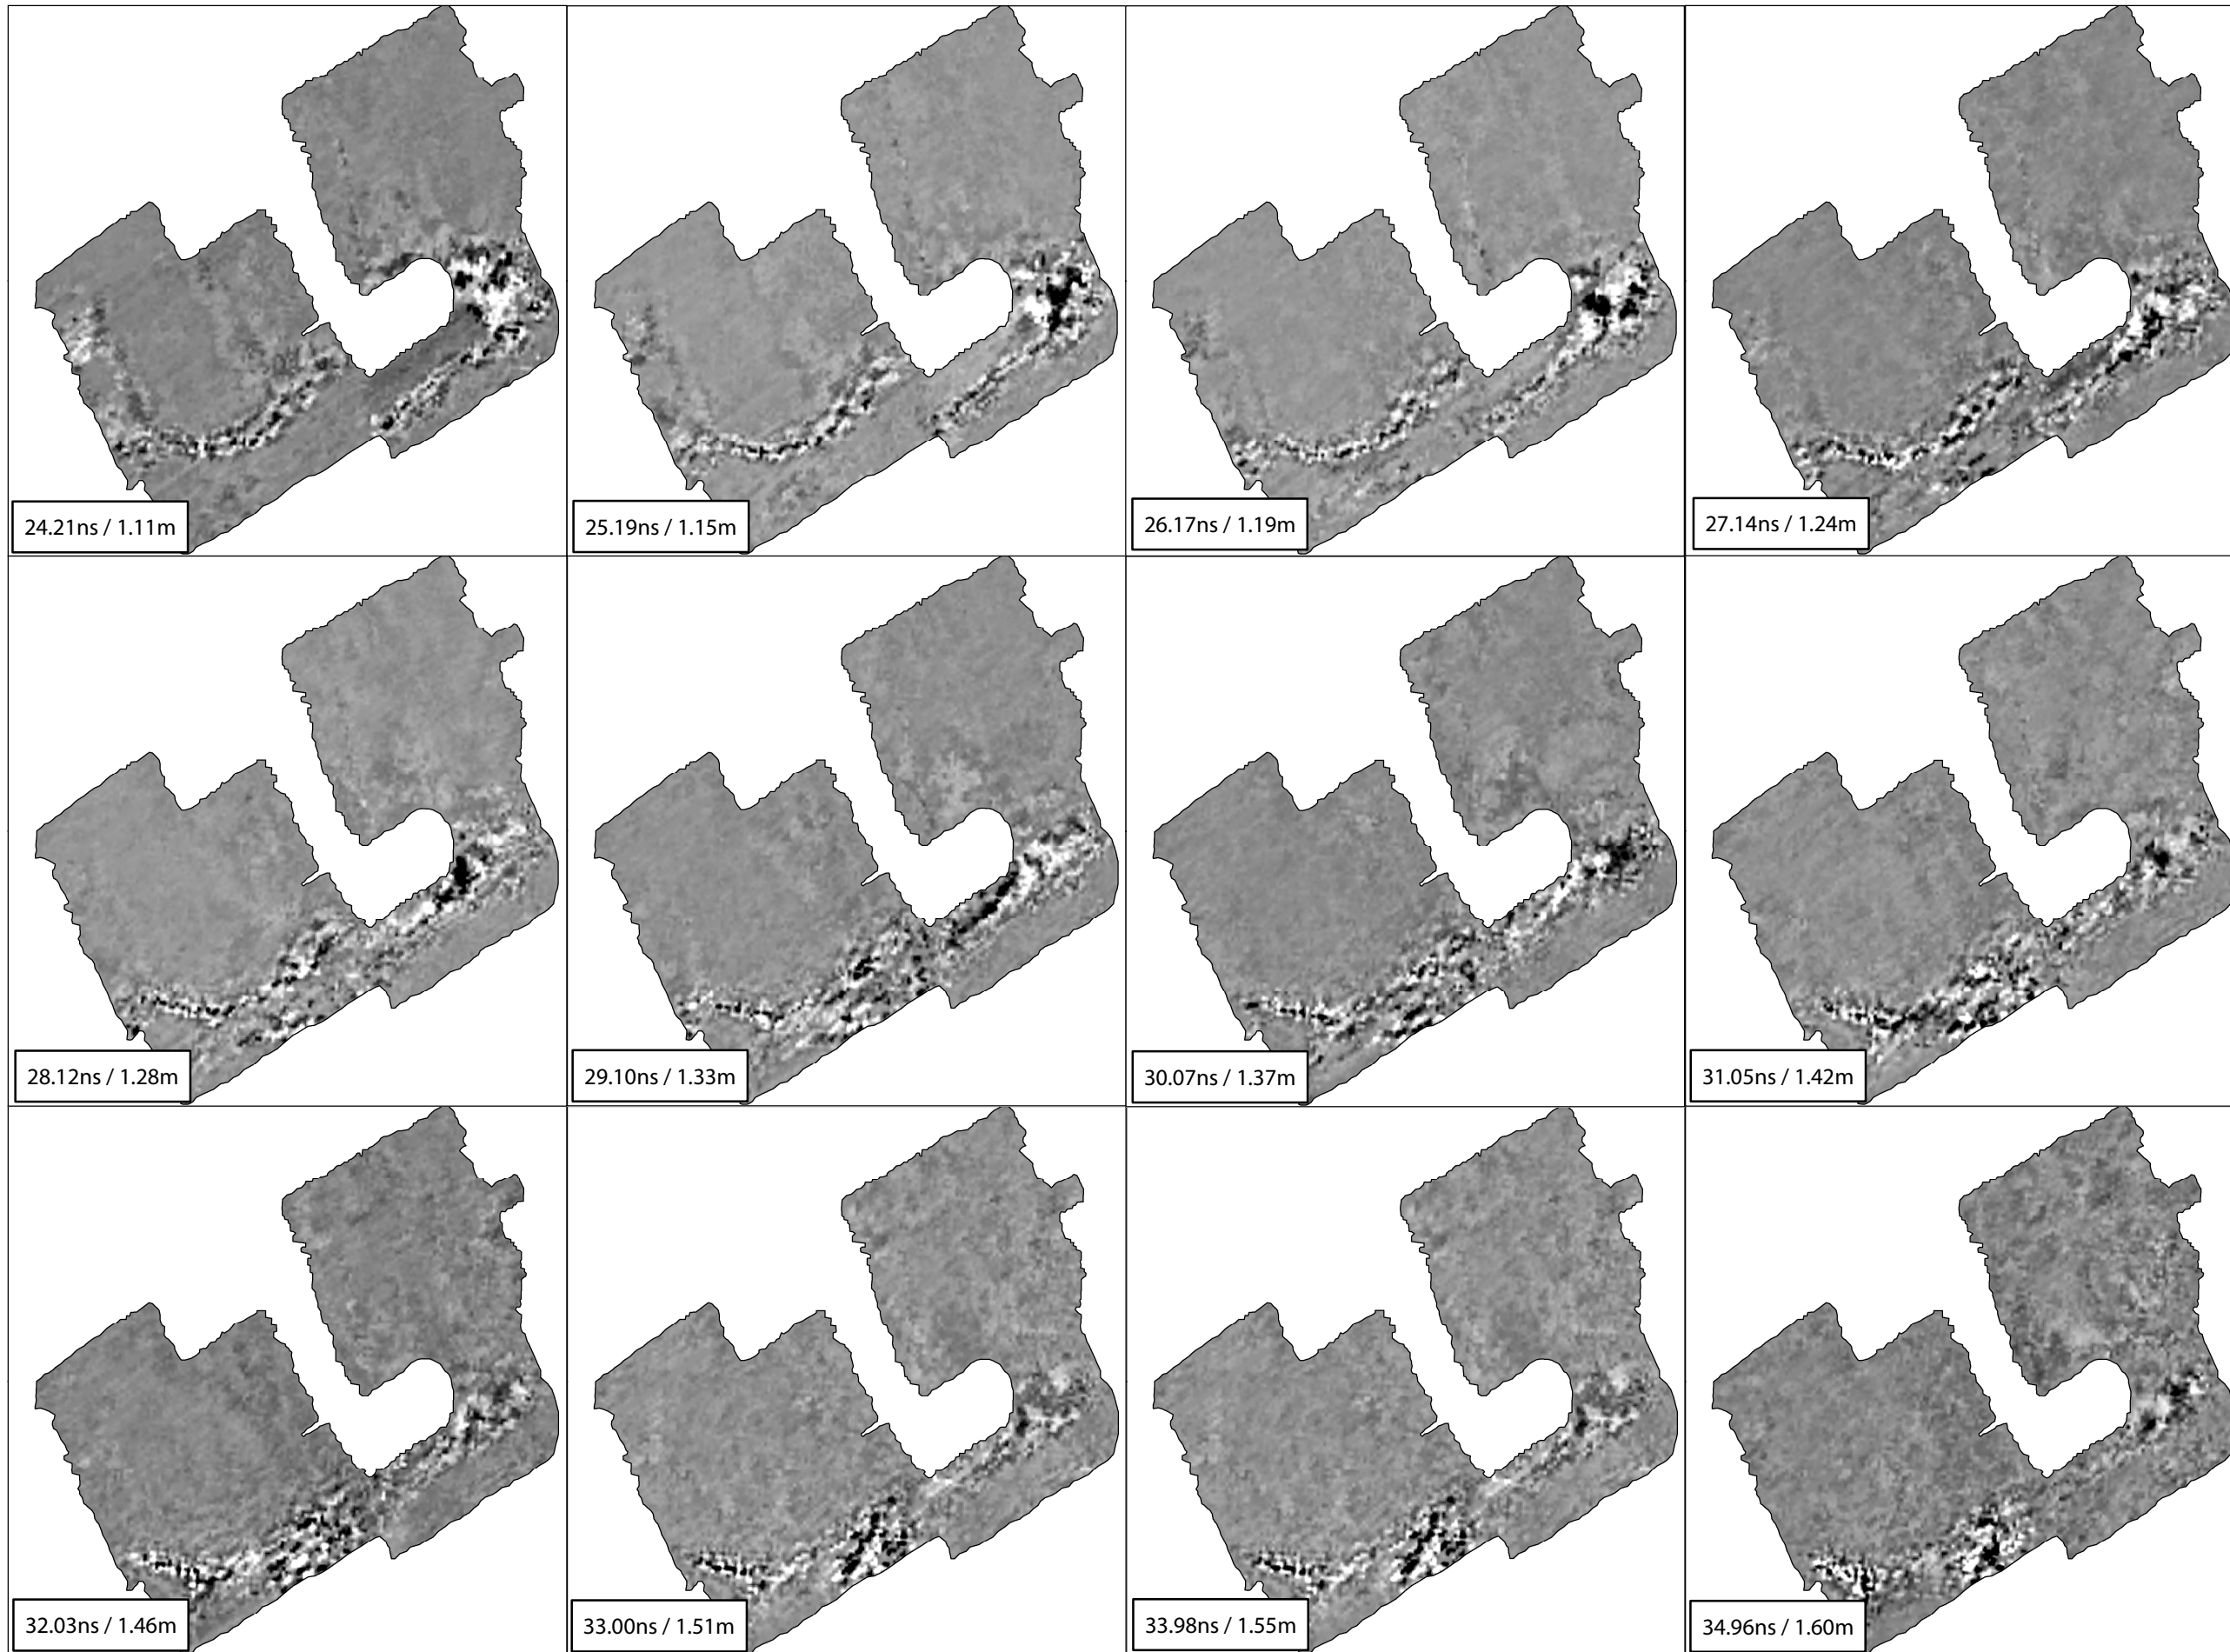 24.21ns / 1.11m
25.19ns / 1.15m
26.17ns / 1.19m
27.14ns / 1.24m
28.12ns / 1.28m
29.10ns / 1.33m
30.07ns / 1.37m
31.05ns / 1.42m
32.03ns / 1.46m
33.00ns / 1.51m
33.98ns / 1.55m
34.96ns / 1.60m